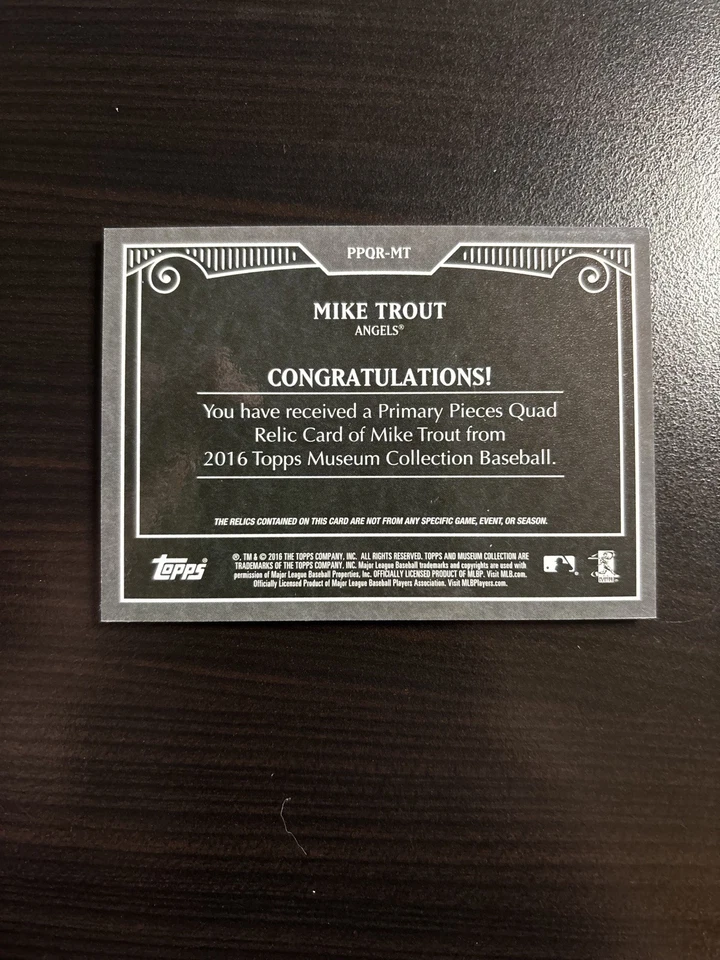 PPQR-MT
MIKE TROUT
ANGELS®
CONGRATULATIONS!
You have received a Primary Pieces Quad
Relic Card of Mike Trout from
2016 Topps Museum Collection Baseball.
THE RELICS CONTAINED ON THIS CARD ARE NOT FROM ANY SPECIFIC GAME, EVENT, OR SEASON.
topps®
®, TM & © 2016 THE TOPPS COMPANY, INC. ALL RIGHTS RESERVED. TOPPS AND MUSEUM COLLECTION ARE
TRADEMARKS OF THE TOPPS COMPANY, INC. Major League Baseball trademarks and copyrights are used with
permission of Major League Baseball Properties, Inc. OFFICIALLY LICENSED PRODUCT OF MLBP. Visit MLB.com.
Officially Licensed Product of Major League Baseball Players Association. Visit MLBPlayers.com.